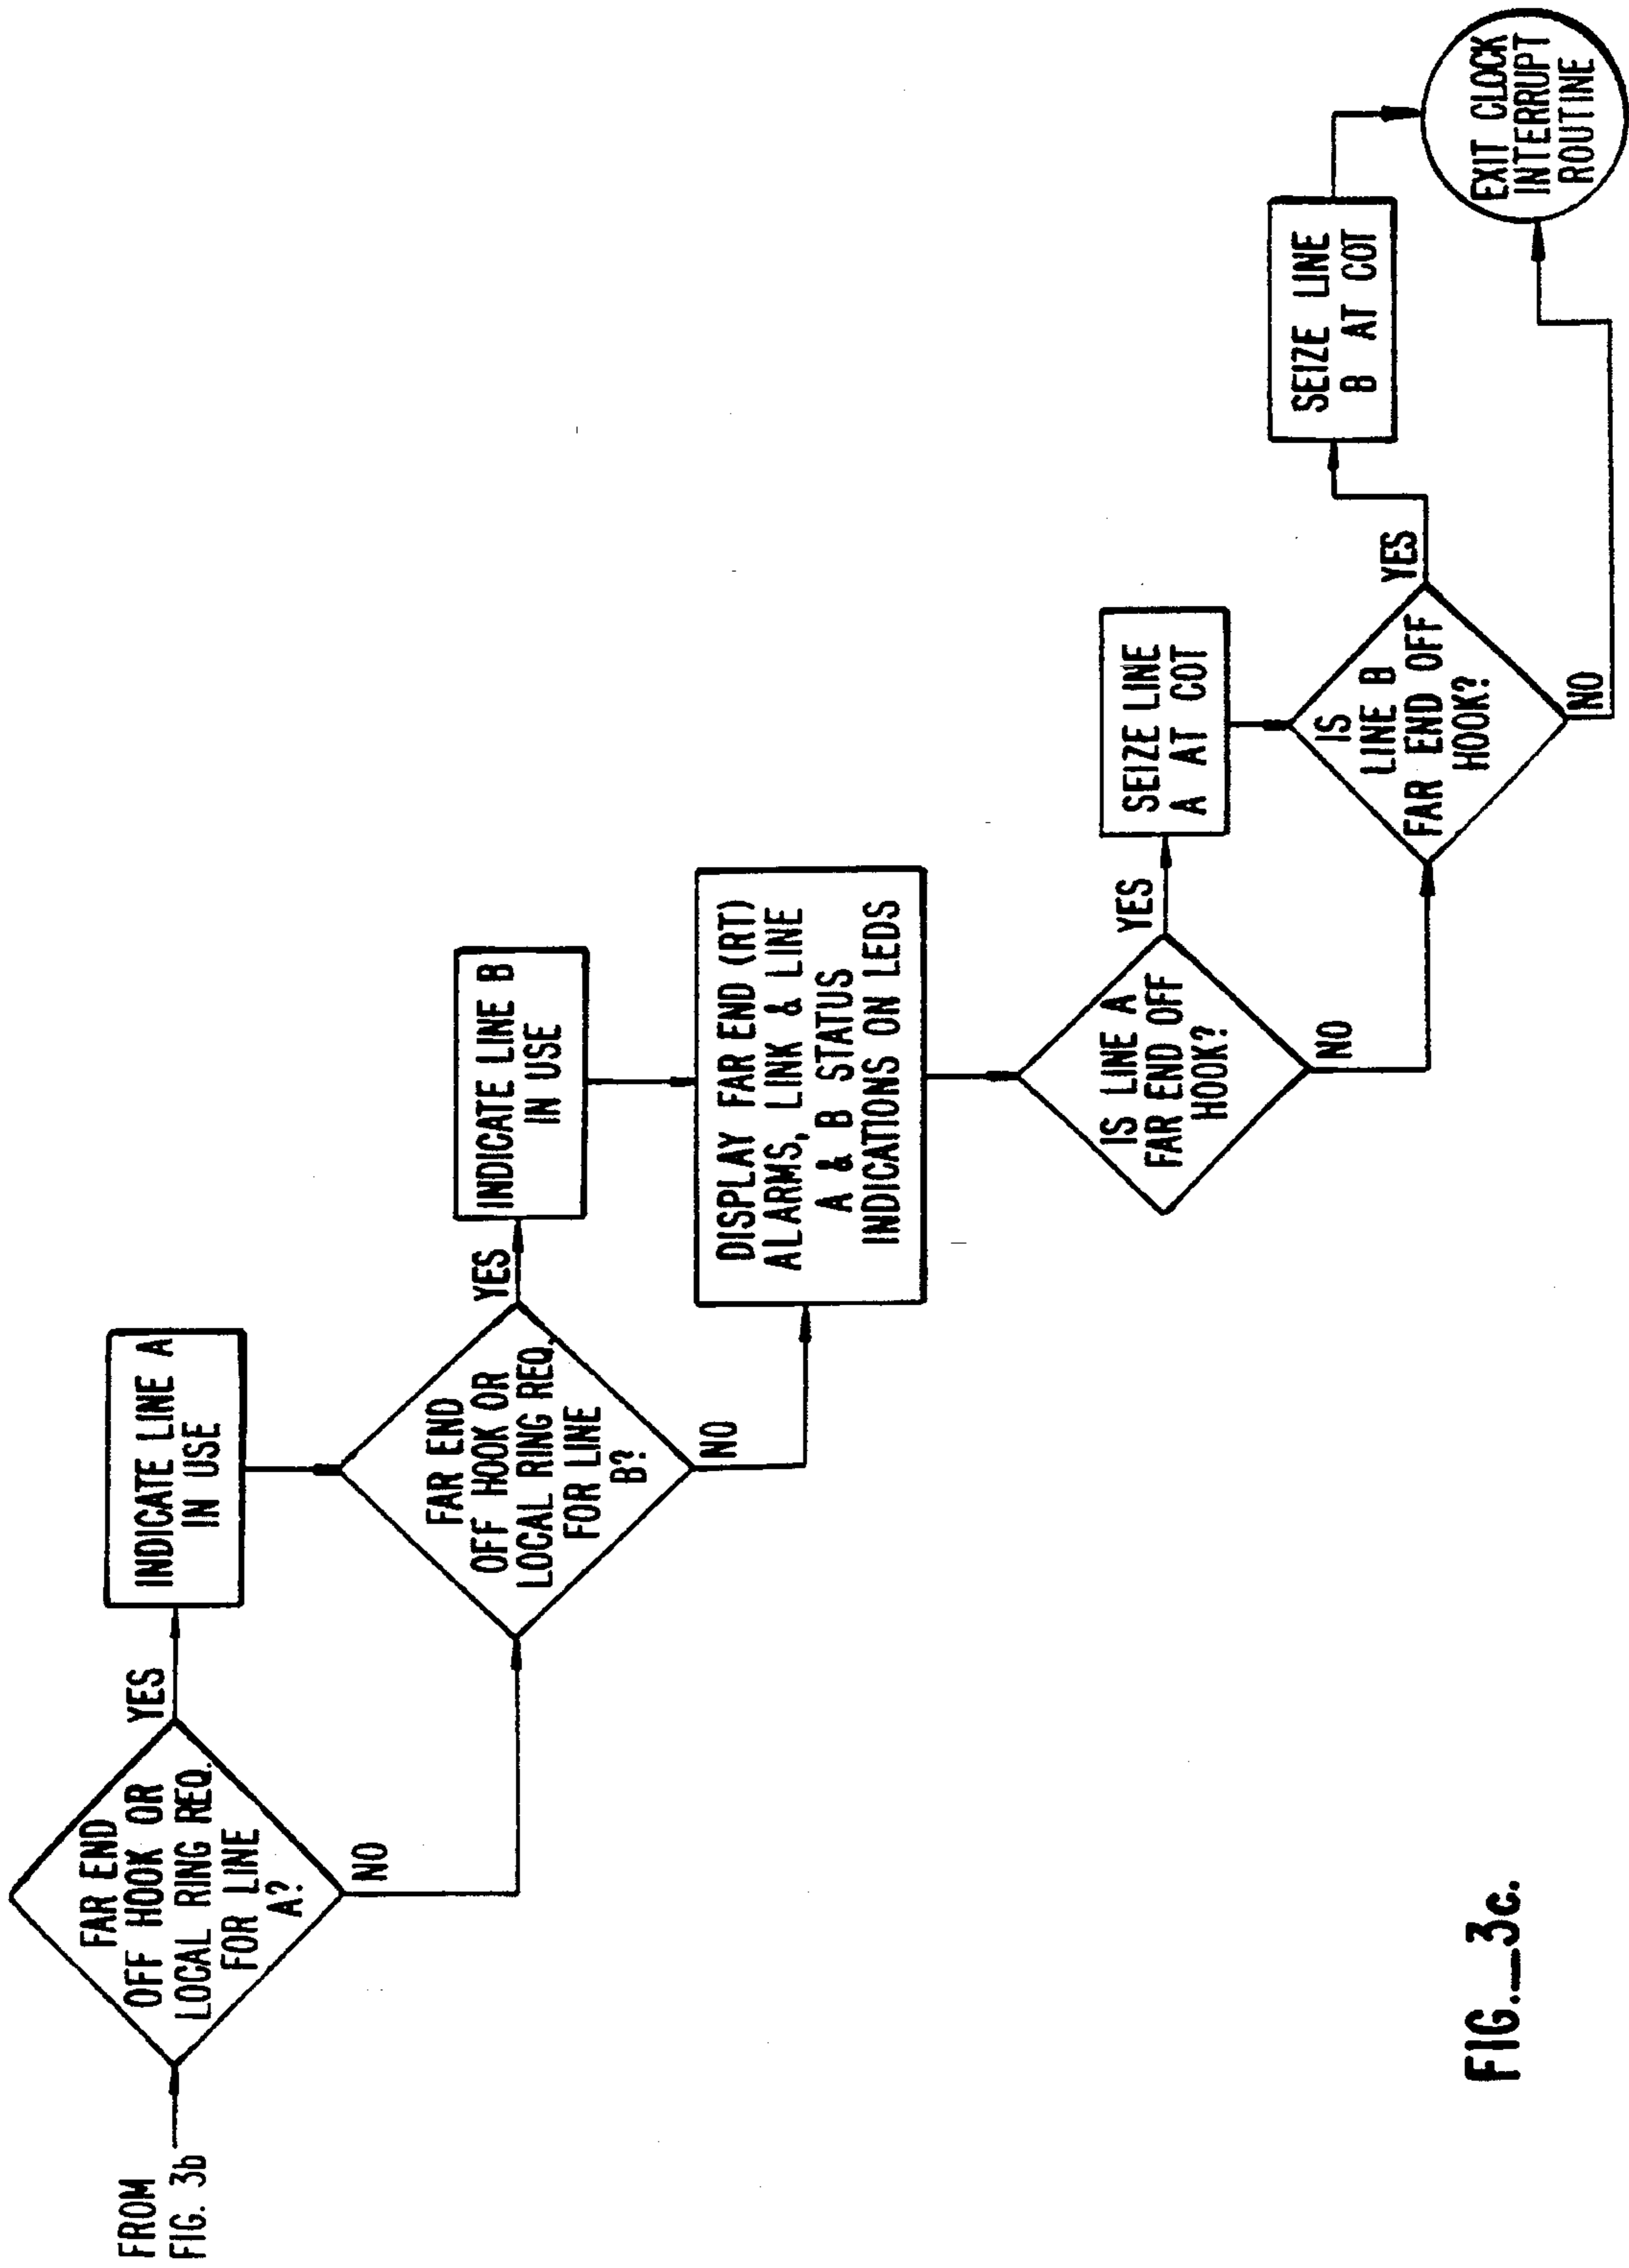 FROM
FIG. 3b
FAR END
OFF HOOK OR
LOCAL RING REQ.
FOR LINE
A?
YES
NO
INDICATE LINE A
IN USE
FAR END
OFF HOOK OR
LOCAL RING REQ.
FOR LINE
B?
YES
NO
INDICATE LINE B
IN USE
DISPLAY FAR END (RT)
ALARMS, LINK & LINE
A & B STATUS
INDICATIONS ON LEDS
IS LINE A
FAR END OFF
HOOK?
YES
NO
SEIZE LINE
A AT COT
IS
LINE B
FAR END OFF
HOOK?
YES
NO
SEIZE LINE
B AT COT
EXIT CLOCK
INTERRUPT
ROUTINE
FIG.__3c.